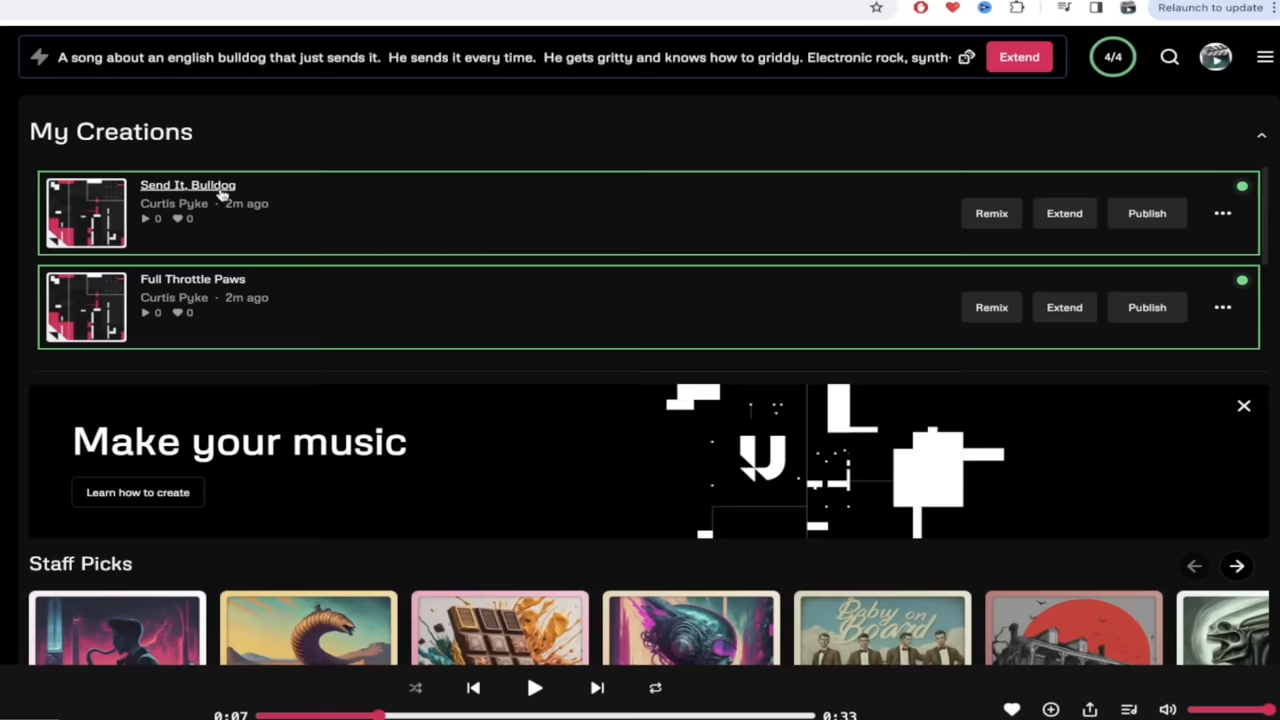 Relaunch to update
A song about an english bulldog that just sends it. He sends it every time. He gets gritty and knows how to griddy. Electronic rock, synth-
Extend
4/4
My Creations
Send It, Bulldog
Curtis Pyke · 2m ago
0 0
Remix
Extend
Publish
Full Throttle Paws
Curtis Pyke · 2m ago
0 0
Remix
Extend
Publish
Make your music
Learn how to create
Staff Picks
Baby on
Board
0:07
0:33